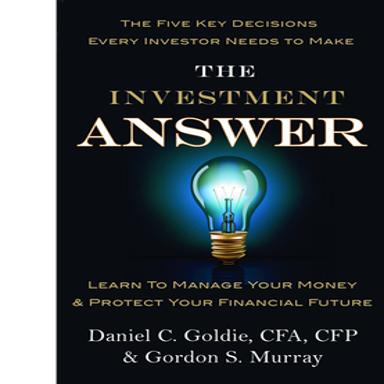 The Five Key Decisions
Every Investor Needs to Make
THE
INVESTMENT
ANSWER
Learn To Manage Your Money
& Protect Your Financial Future
Daniel C. Goldie, CFA, CFP
& Gordon S. Murray